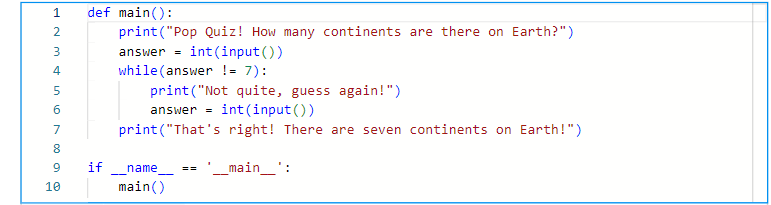 1 def main():
2     print("Pop Quiz! How many continents are there on Earth?")
3     answer = int(input())
4     while(answer != 7):
5         print("Not quite, guess again!")
6         answer = int(input())
7     print("That's right! There are seven continents on Earth!")
8
9 if __name__ == '__main__':
10     main()